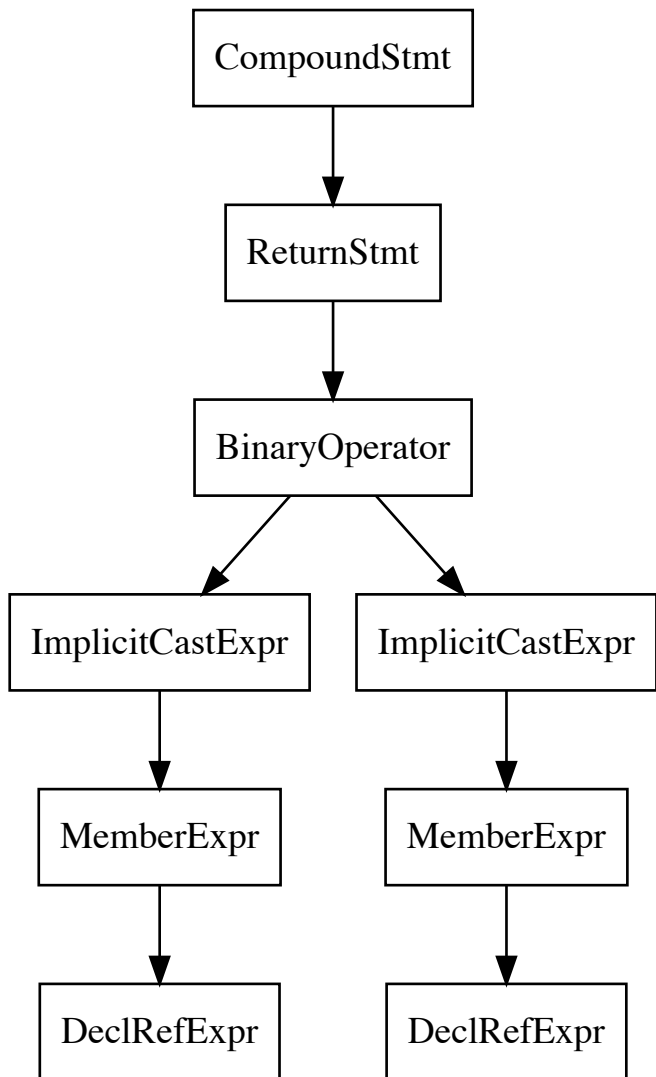 CompoundStmt
ReturnStmt
BinaryOperator
ImplicitCastExpr
ImplicitCastExpr
MemberExpr
MemberExpr
DeclRefExpr
DeclRefExpr